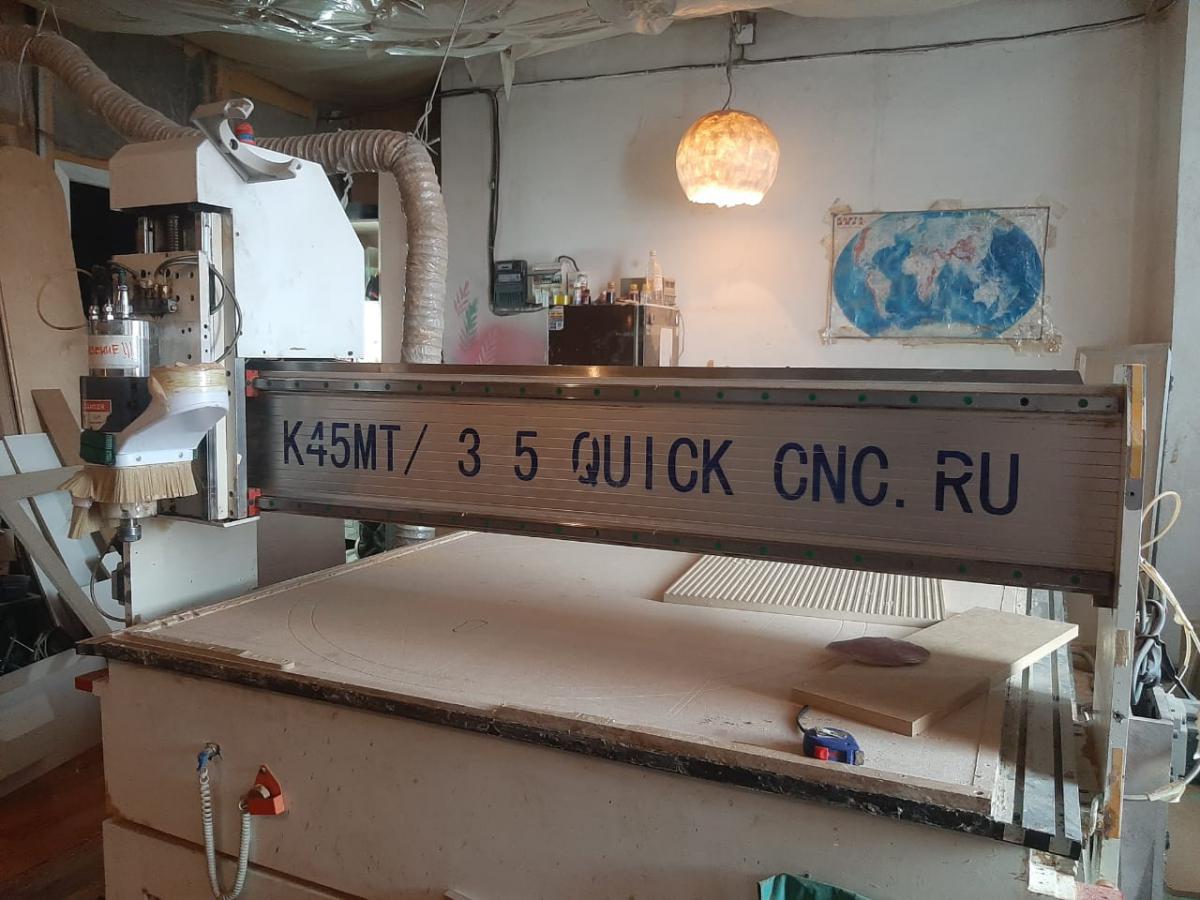 K45MT/ 3 5 QUICK CNC.RU